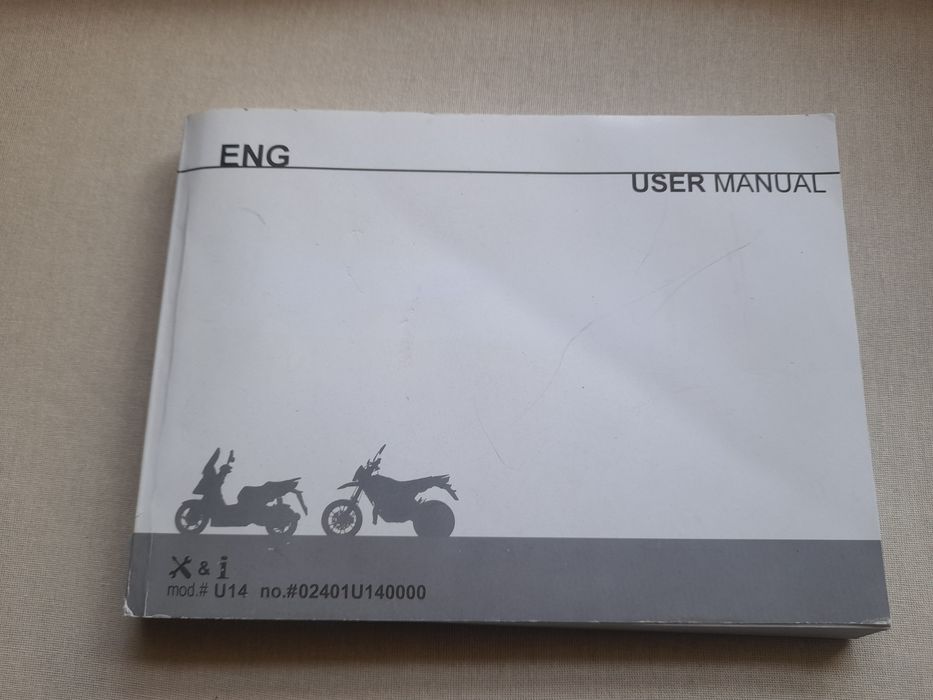 ENG
USER MANUAL
& i
mod.# U14 no.#02401U140000